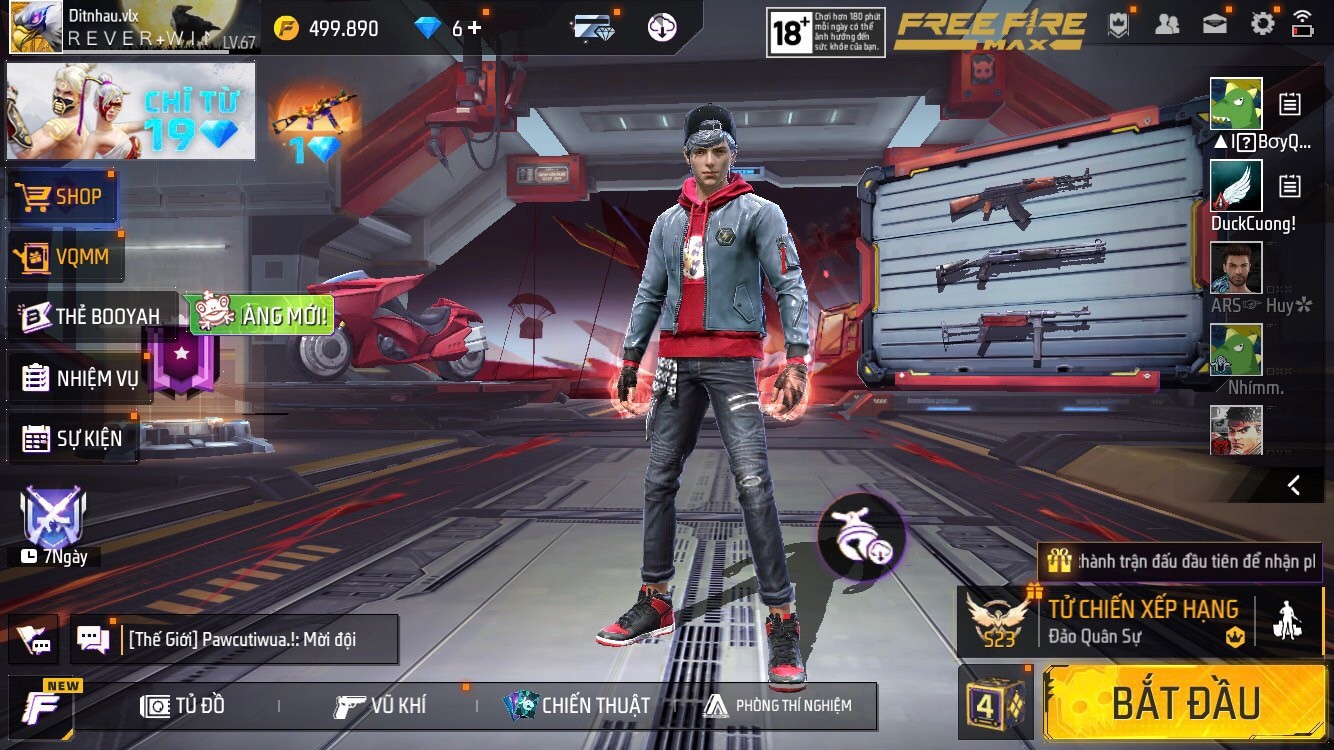 Ditnhau.vlx
REVER+WIN
LV.67
499.890
6+
18+
Chơi hơn 180 phút
mỗi ngày có thể
ảnh hưởng đến
sức khỏe của bạn.
FREE FIRE
MAX
CHỈ TỪ
19
1
SHOP
VQMM
THẺ BOOYAH
ÀNG MỚI!
NHIỆM VỤ
SỰ KIỆN
7Ngày
DuckCuong!
ARS☞ Huy✲
Nhímm.
thành trận đấu đầu tiên để nhận pl
S23
TỬ CHIẾN XẾP HẠNG
Đảo Quân Sự
[Thế Giới] Pawcutiwua.!: Mời đội
NEW
TỦ ĐỒ
VŨ KHÍ
CHIẾN THUẬT
PHÒNG THÍ NGHIỆM
4
BẮT ĐẦU